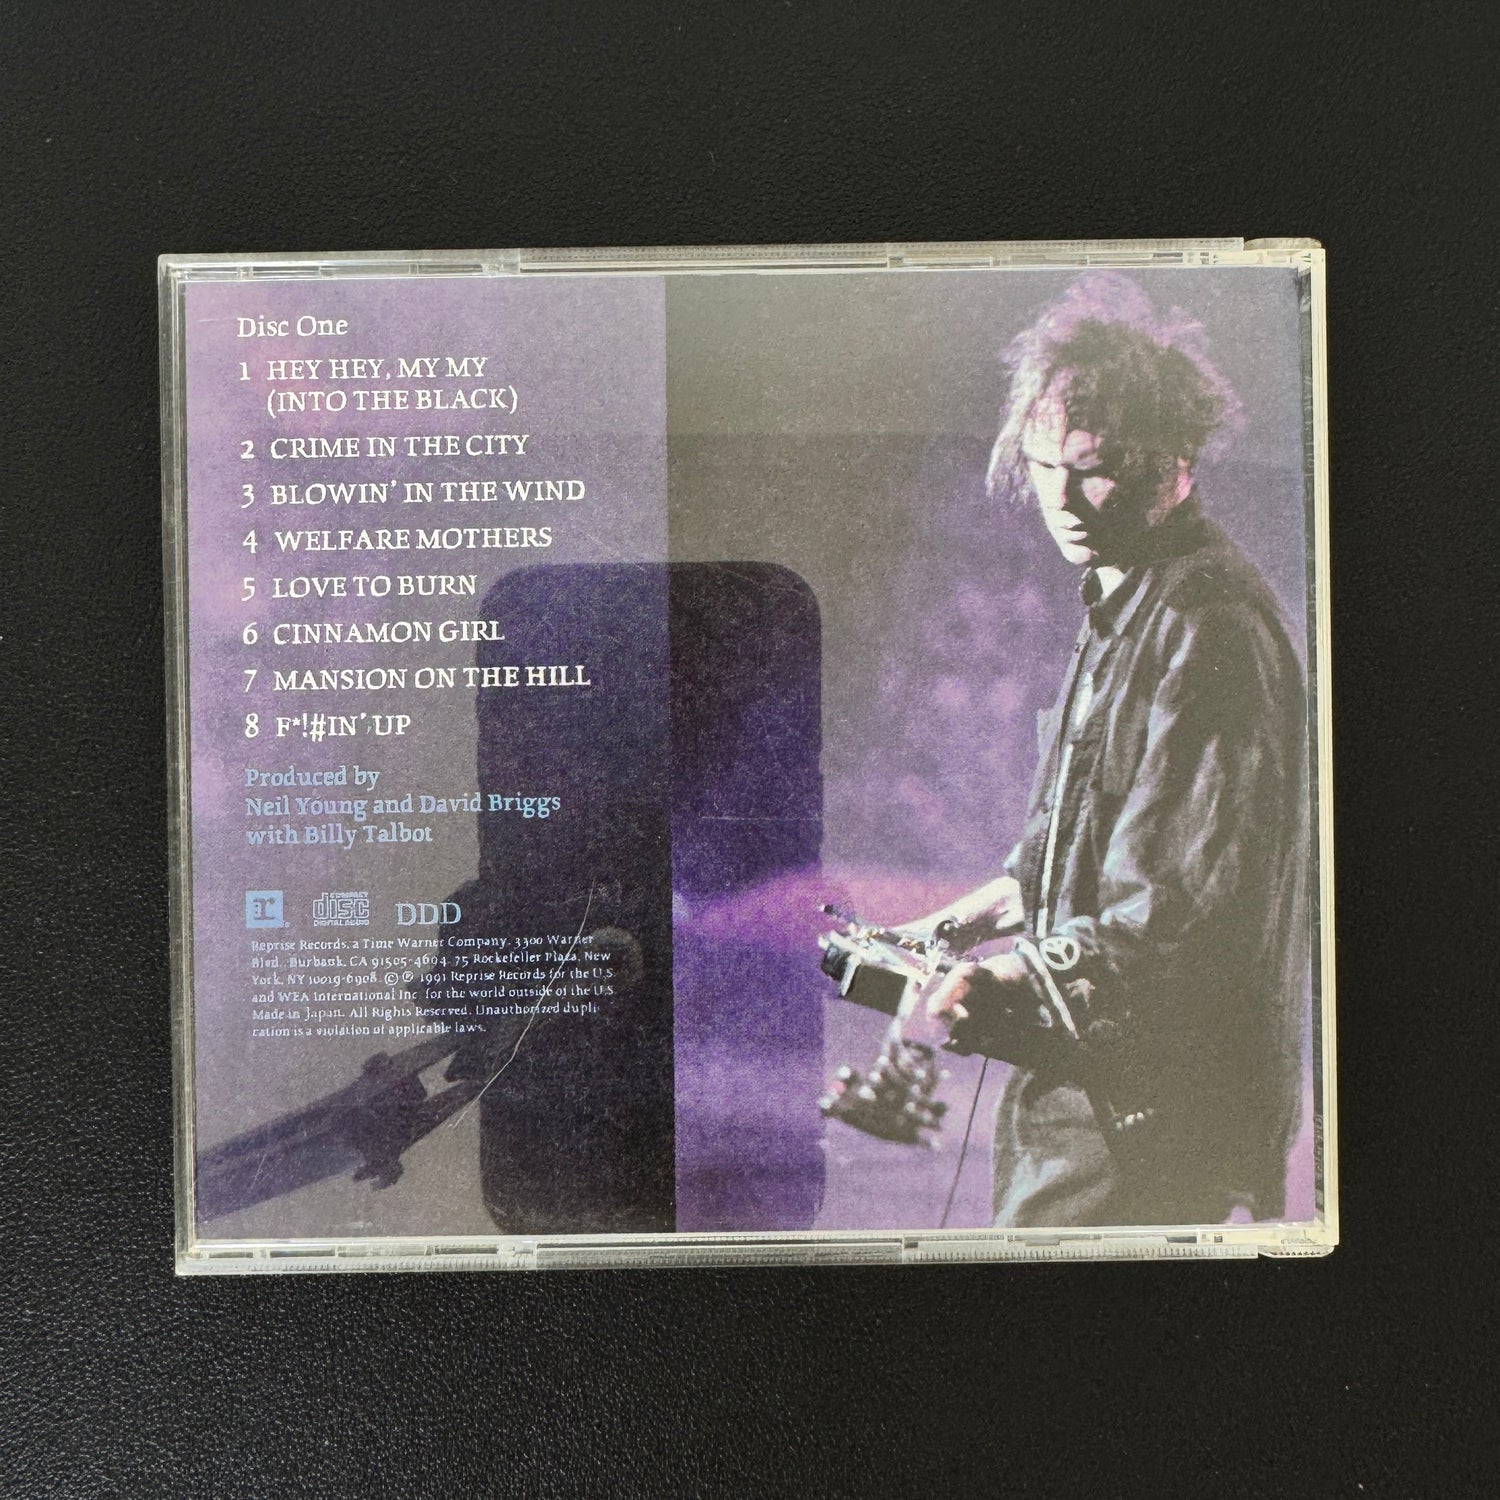 Disc One
1 HEY HEY, MY MY
(INTO THE BLACK)
2 CRIME IN THE CITY
3 BLOWIN' IN THE WIND
4 WELFARE MOTHERS
5 LOVE TO BURN
6 CINNAMON GIRL
7 MANSION ON THE HILL
8 F*!#IN' UP
Produced by
Neil Young and David Briggs
with Billy Talbot
r ® COMPACT disc DIGITAL AUDIO DDD
Reprise Records, a Time Warner Company. 3300 Warner
Blvd., Burbank, CA 91505-4694. 75 Rockefeller Plaza, New
York, NY 10019-6908. © ℗ 1991 Reprise Records for the U.S.
and WEA International Inc. for the world outside of the U.S.
Made in Japan. All Rights Reserved. Unauthorized dupli-
cation is a violation of applicable laws.